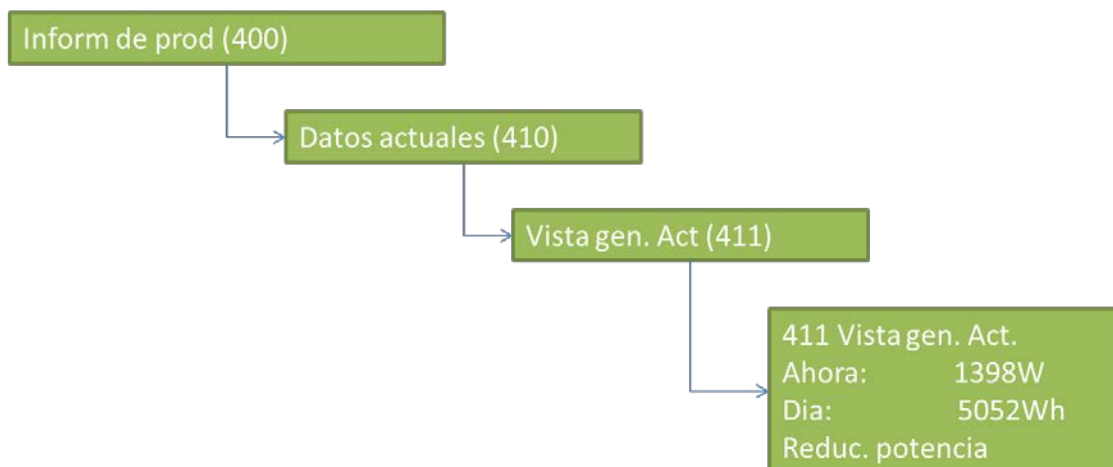 Inform de prod (400)
Datos actuales (410)
Vista gen. Act (411)
411 Vista gen. Act.
Ahora: 1398W
Dia: 5052Wh
Reduc. potencia